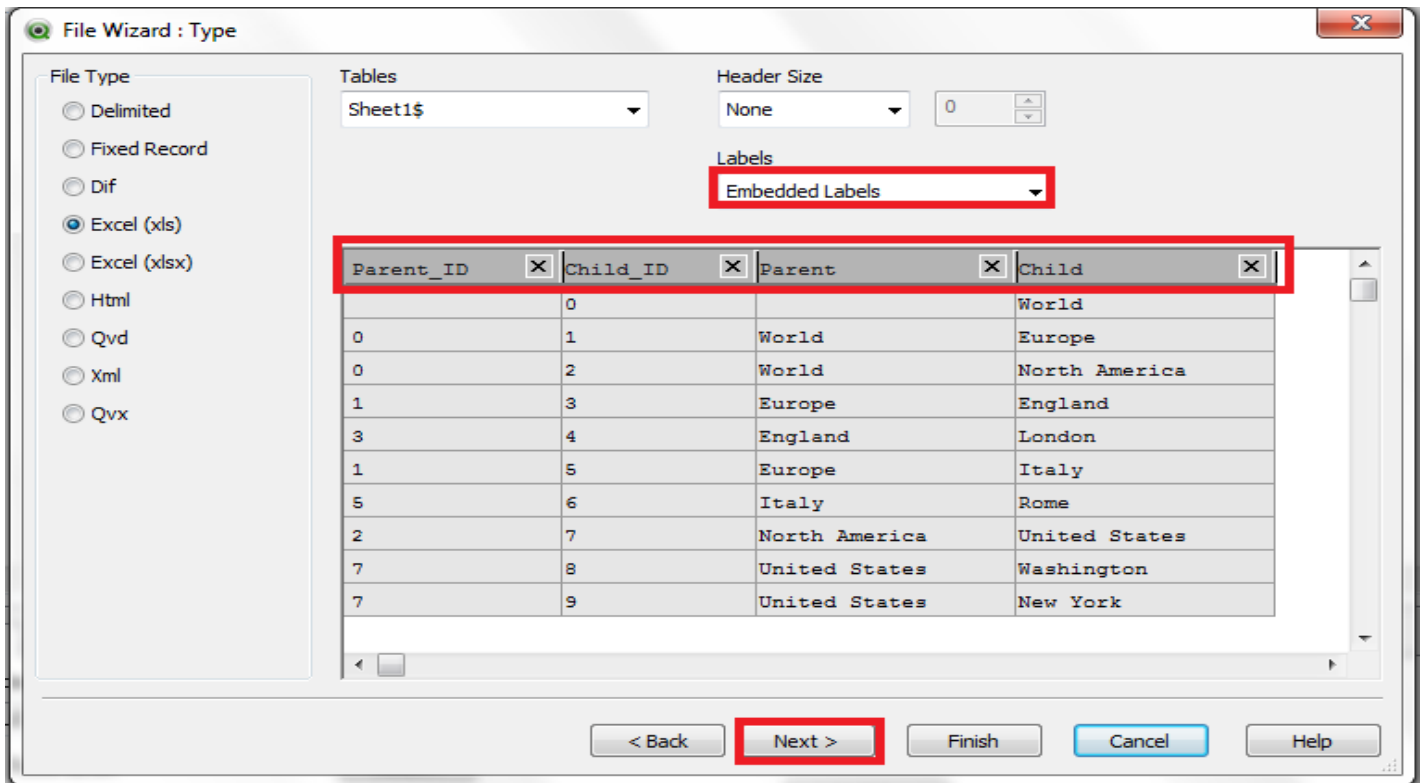 File Wizard : Type
File Type
Delimited
Fixed Record
Dif
Excel (xls)
Excel (xlsx)
Html
Qvd
Xml
Qvx
Tables
Sheet1$
Header Size
None
0
Labels
Embedded Labels
Parent_ID Child_ID Parent Child
0 World
0 1 World Europe
0 2 World North America
1 3 Europe England
3 4 England London
1 5 Europe Italy
5 6 Italy Rome
2 7 North America United States
7 8 United States Washington
7 9 United States New York
< Back Next > Finish Cancel Help